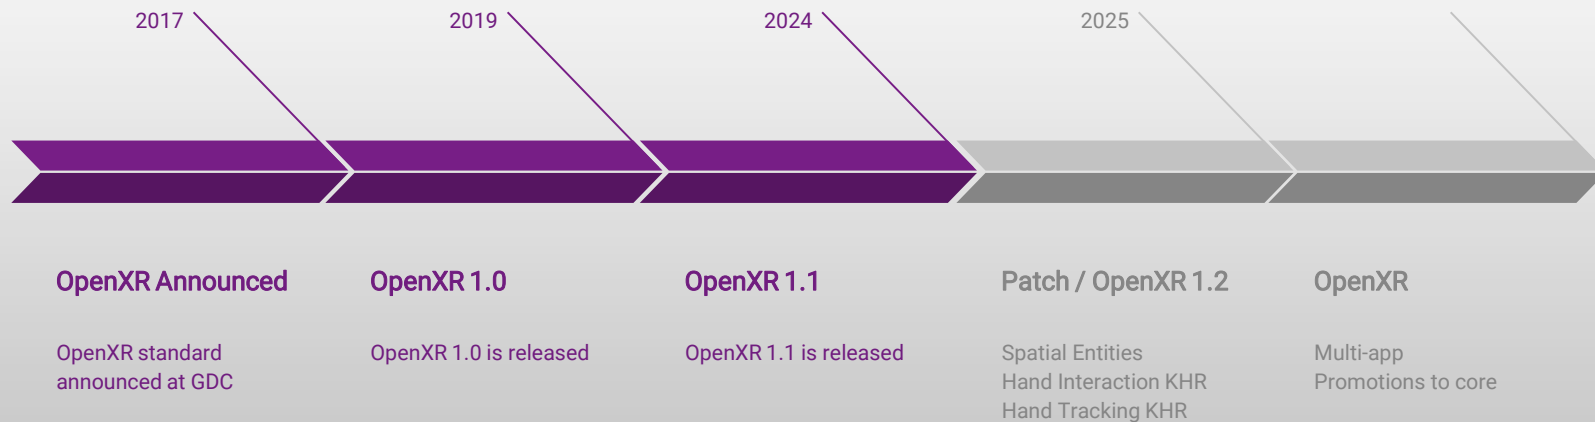 2017
2019
2024
2025
OpenXR Announced
OpenXR standard
announced at GDC
OpenXR 1.0
OpenXR 1.0 is released
OpenXR 1.1
OpenXR 1.1 is released
Patch / OpenXR 1.2
Spatial Entities
Hand Interaction KHR
Hand Tracking KHR
OpenXR
Multi-app
Promotions to core